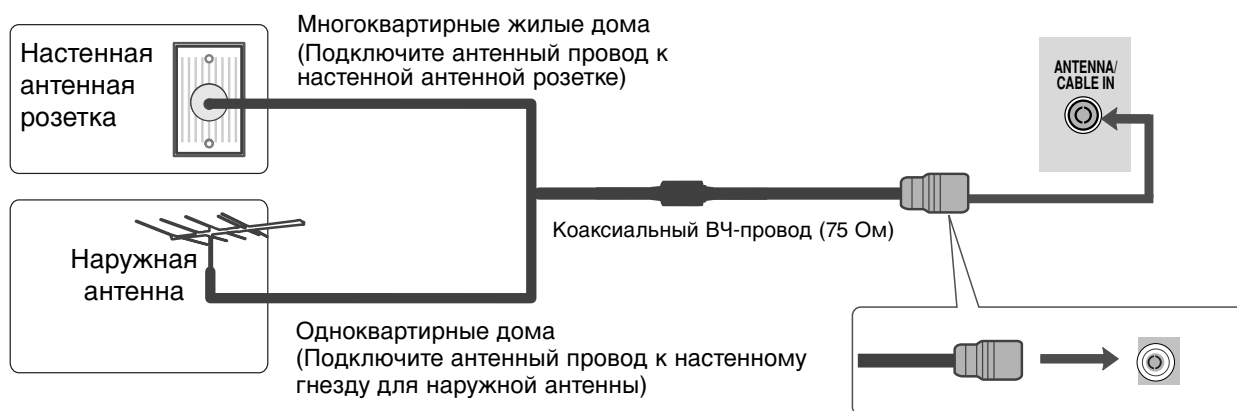 Настенная
антенная
розетка
Многоквартирные жилые дома
(Подключите антенный провод к
настенной антенной розетке)
ANTENNA/
CABLE IN
Коаксиальный ВЧ-провод (75 Ом)
Наружная
антенна
Одноквартирные дома
(Подключите антенный провод к настенному
гнезду для наружной антенны)